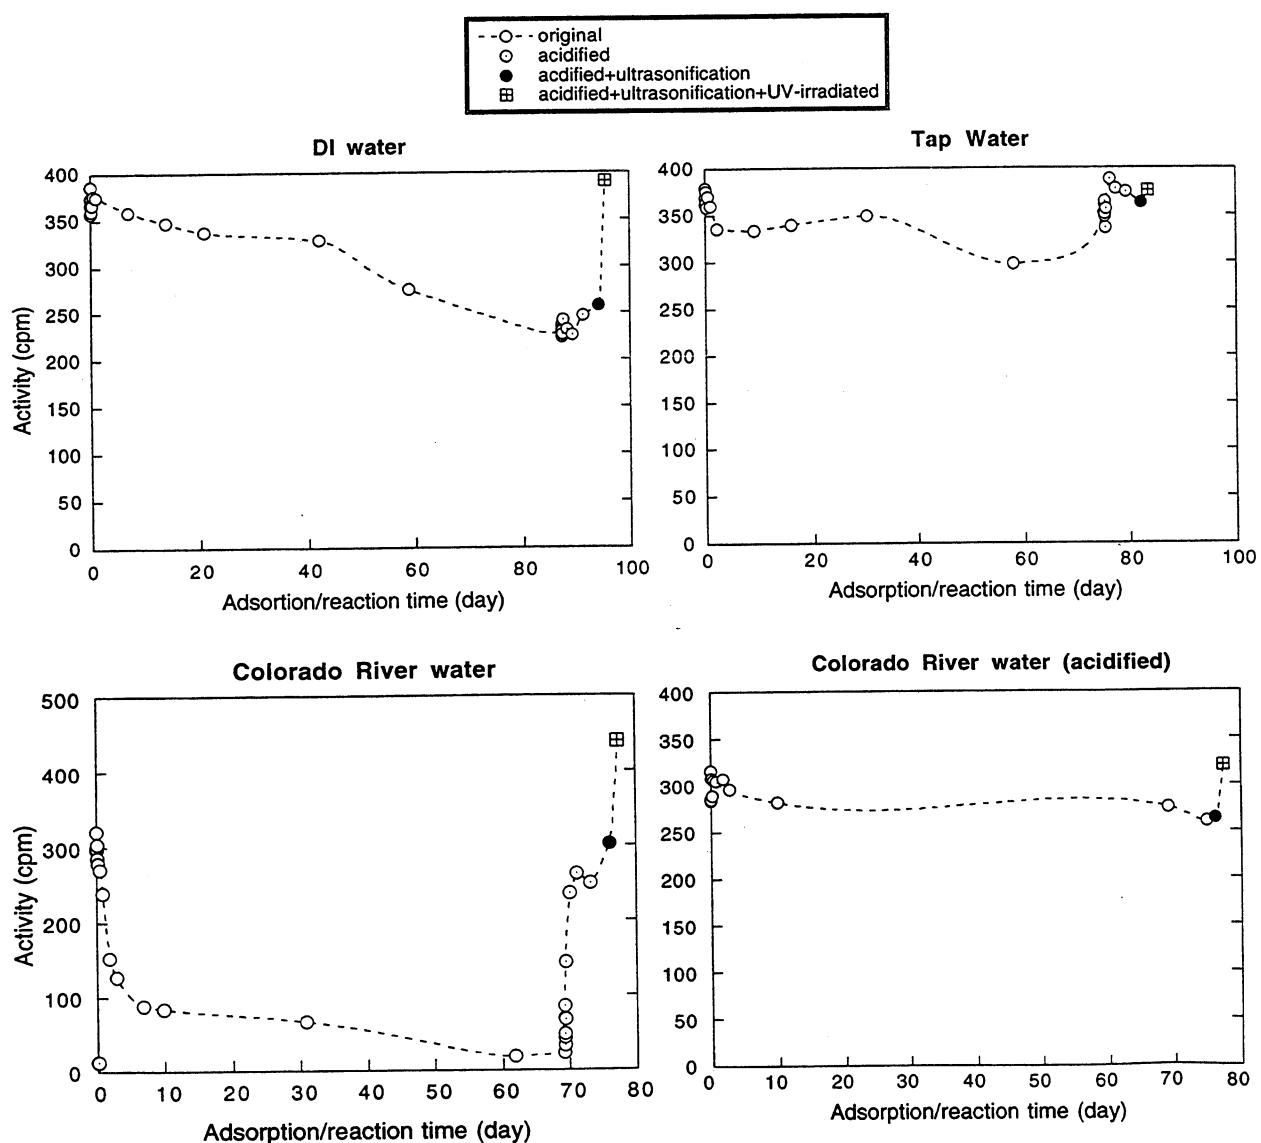 original
acidified
acdified+ultrasonification
acidified+ultrasonification+UV-irradiated
DI water
400
350
300
250
200
150
100
50
0
Activity (cpm)
0 20 40 60 80 100
Adsortion/reaction time (day)
Tap Water
400
350
300
250
200
150
100
50
0
0 20 40 60 80 100
Adsorption/reaction time (day)
Colorado River water
500
400
300
200
100
0
Activity (cpm)
0 10 20 30 40 50 60 70 80
Adsorption/reaction time (day)
Colorado River water (acidified)
400
350
300
250
200
150
100
50
0
0 10 20 30 40 50 60 70 80
Adsorption/reaction time (day)